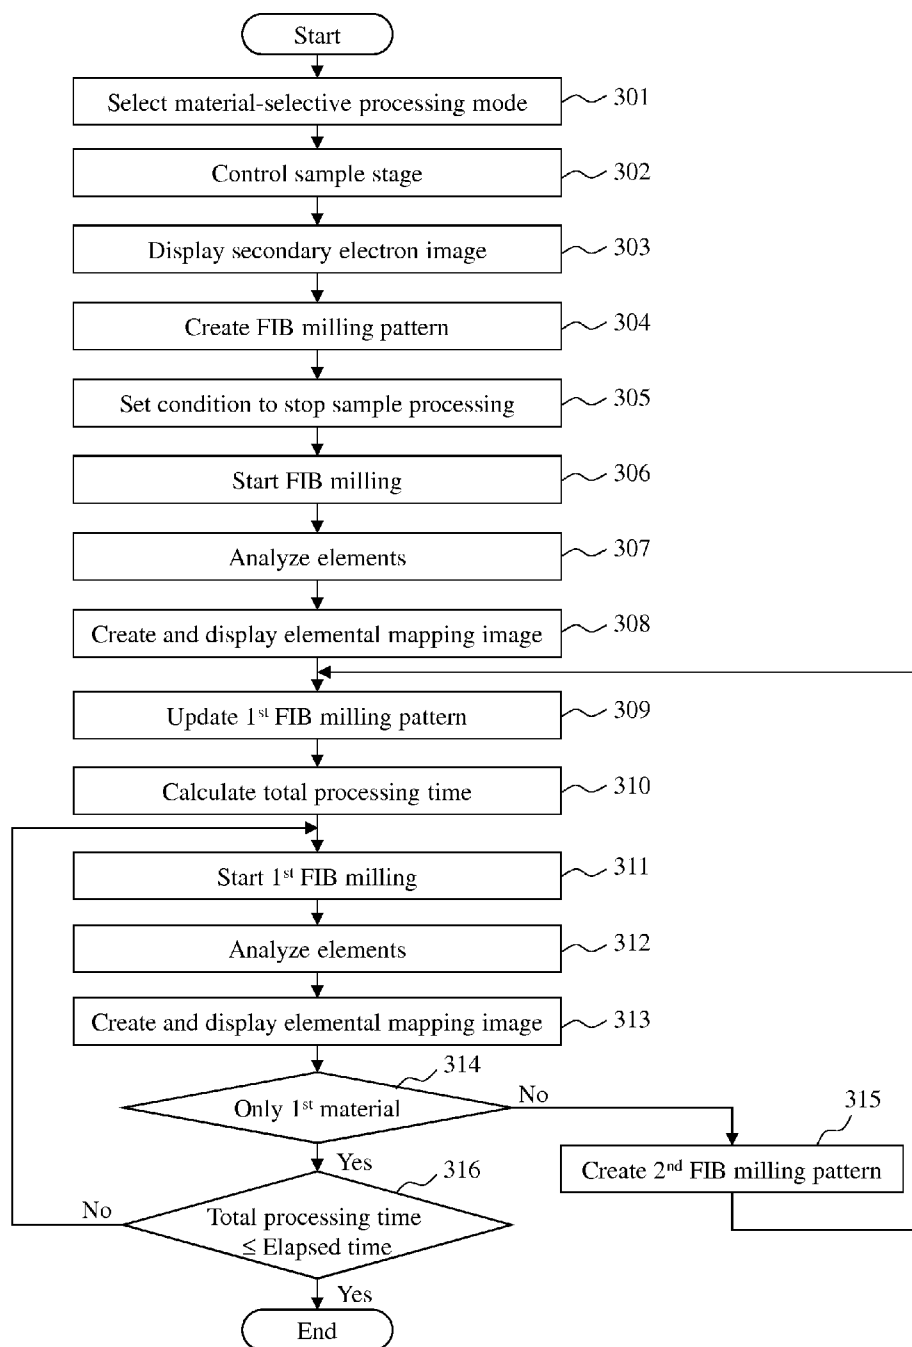 Start
Select material-selective processing mode 301
Control sample stage 302
Display secondary electron image 303
Create FIB milling pattern 304
Set condition to stop sample processing 305
Start FIB milling 306
Analyze elements 307
Create and display elemental mapping image 308
Update 1st FIB milling pattern 309
Calculate total processing time 310
Start 1st FIB milling 311
Analyze elements 312
Create and display elemental mapping image 313
314
Only 1st material
No
315
Create 2nd FIB milling pattern
Yes
316
No
Total processing time
≤ Elapsed time
Yes
End